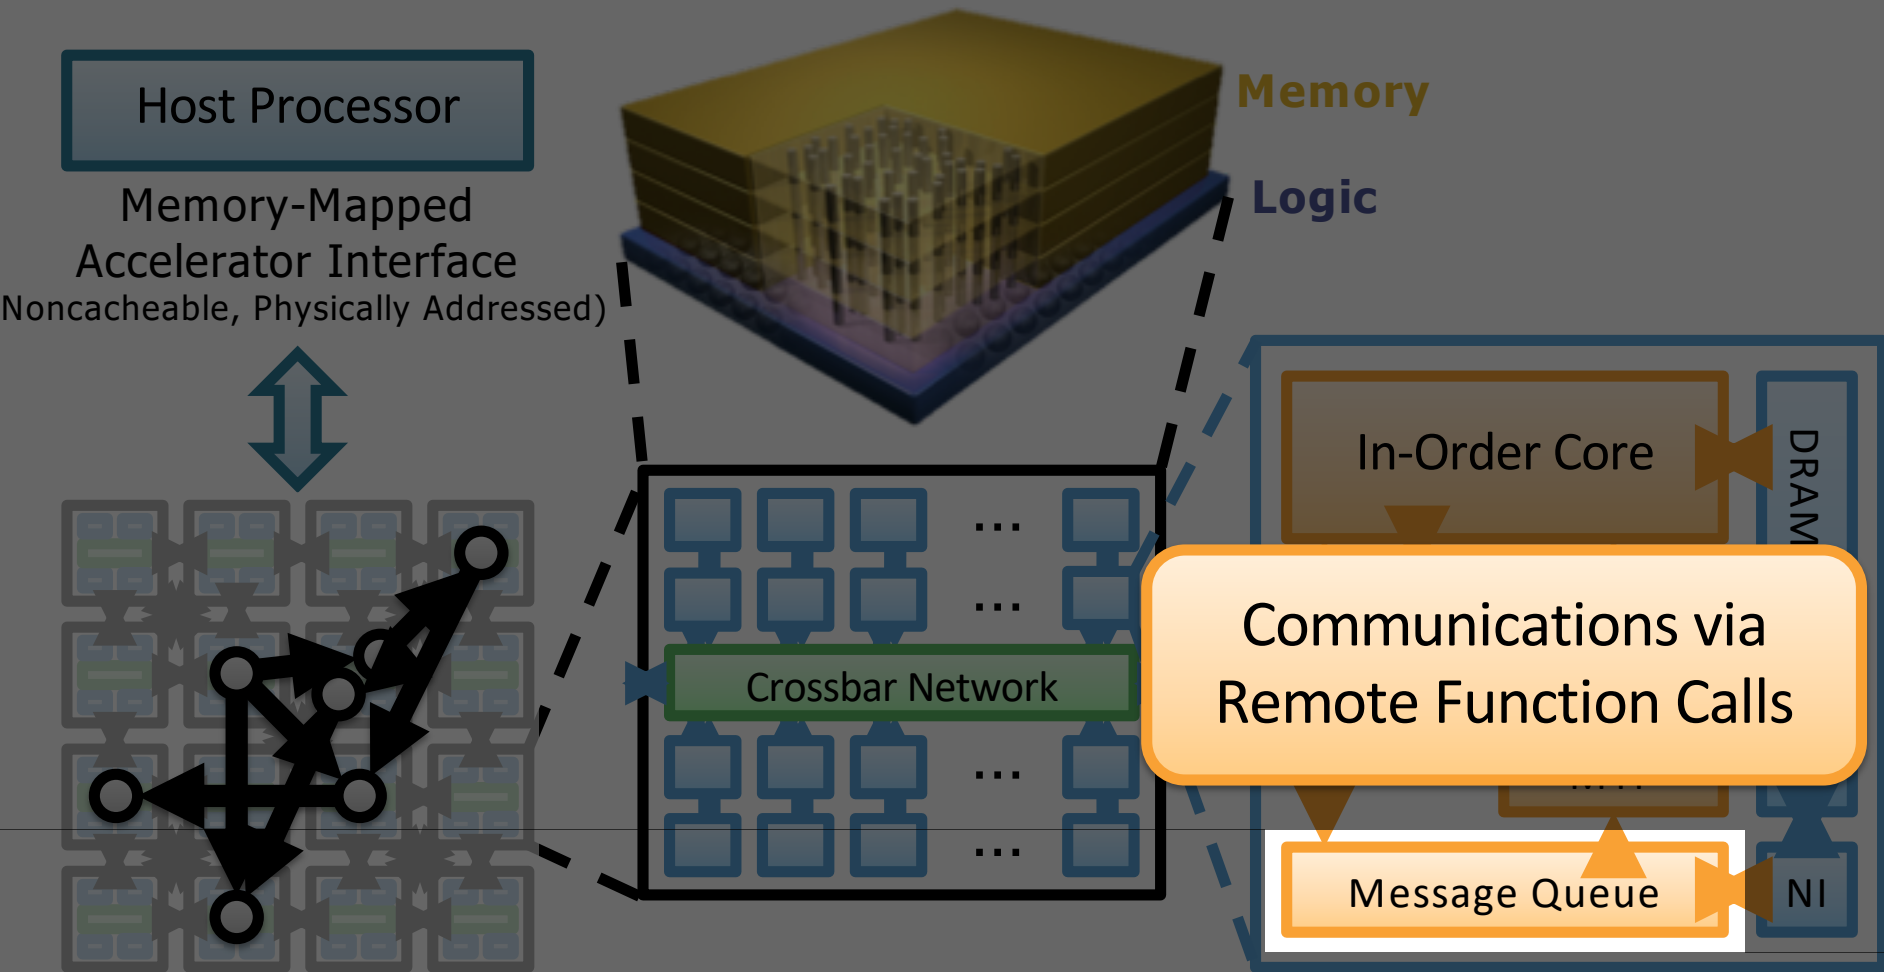 Host Processor
Memory-Mapped
Accelerator Interface
Noncacheable, Physically Addressed)
Memory
Logic
...
...
Crossbar Network
...
...
In-Order Core
DRAM
Communications via
Remote Function Calls
Message Queue
NI